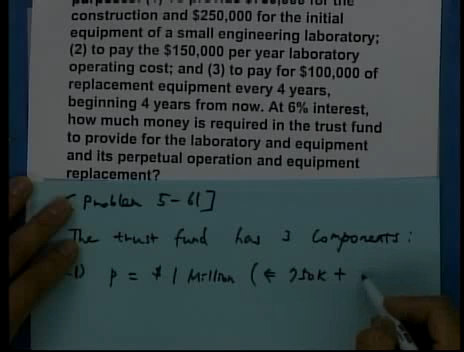 construction and $250,000 for the initial
equipment of a small engineering laboratory;
(2) to pay the $150,000 per year laboratory
operating cost; and (3) to pay for $100,000 of
replacement equipment every 4 years,
beginning 4 years from now. At 6% interest,
how much money is required in the trust fund
to provide for the laboratory and equipment
and its perpetual operation and equipment
replacement?
[Problem 5-61]
The trust fund has 3 Components:
1) P = $ 1 Million (